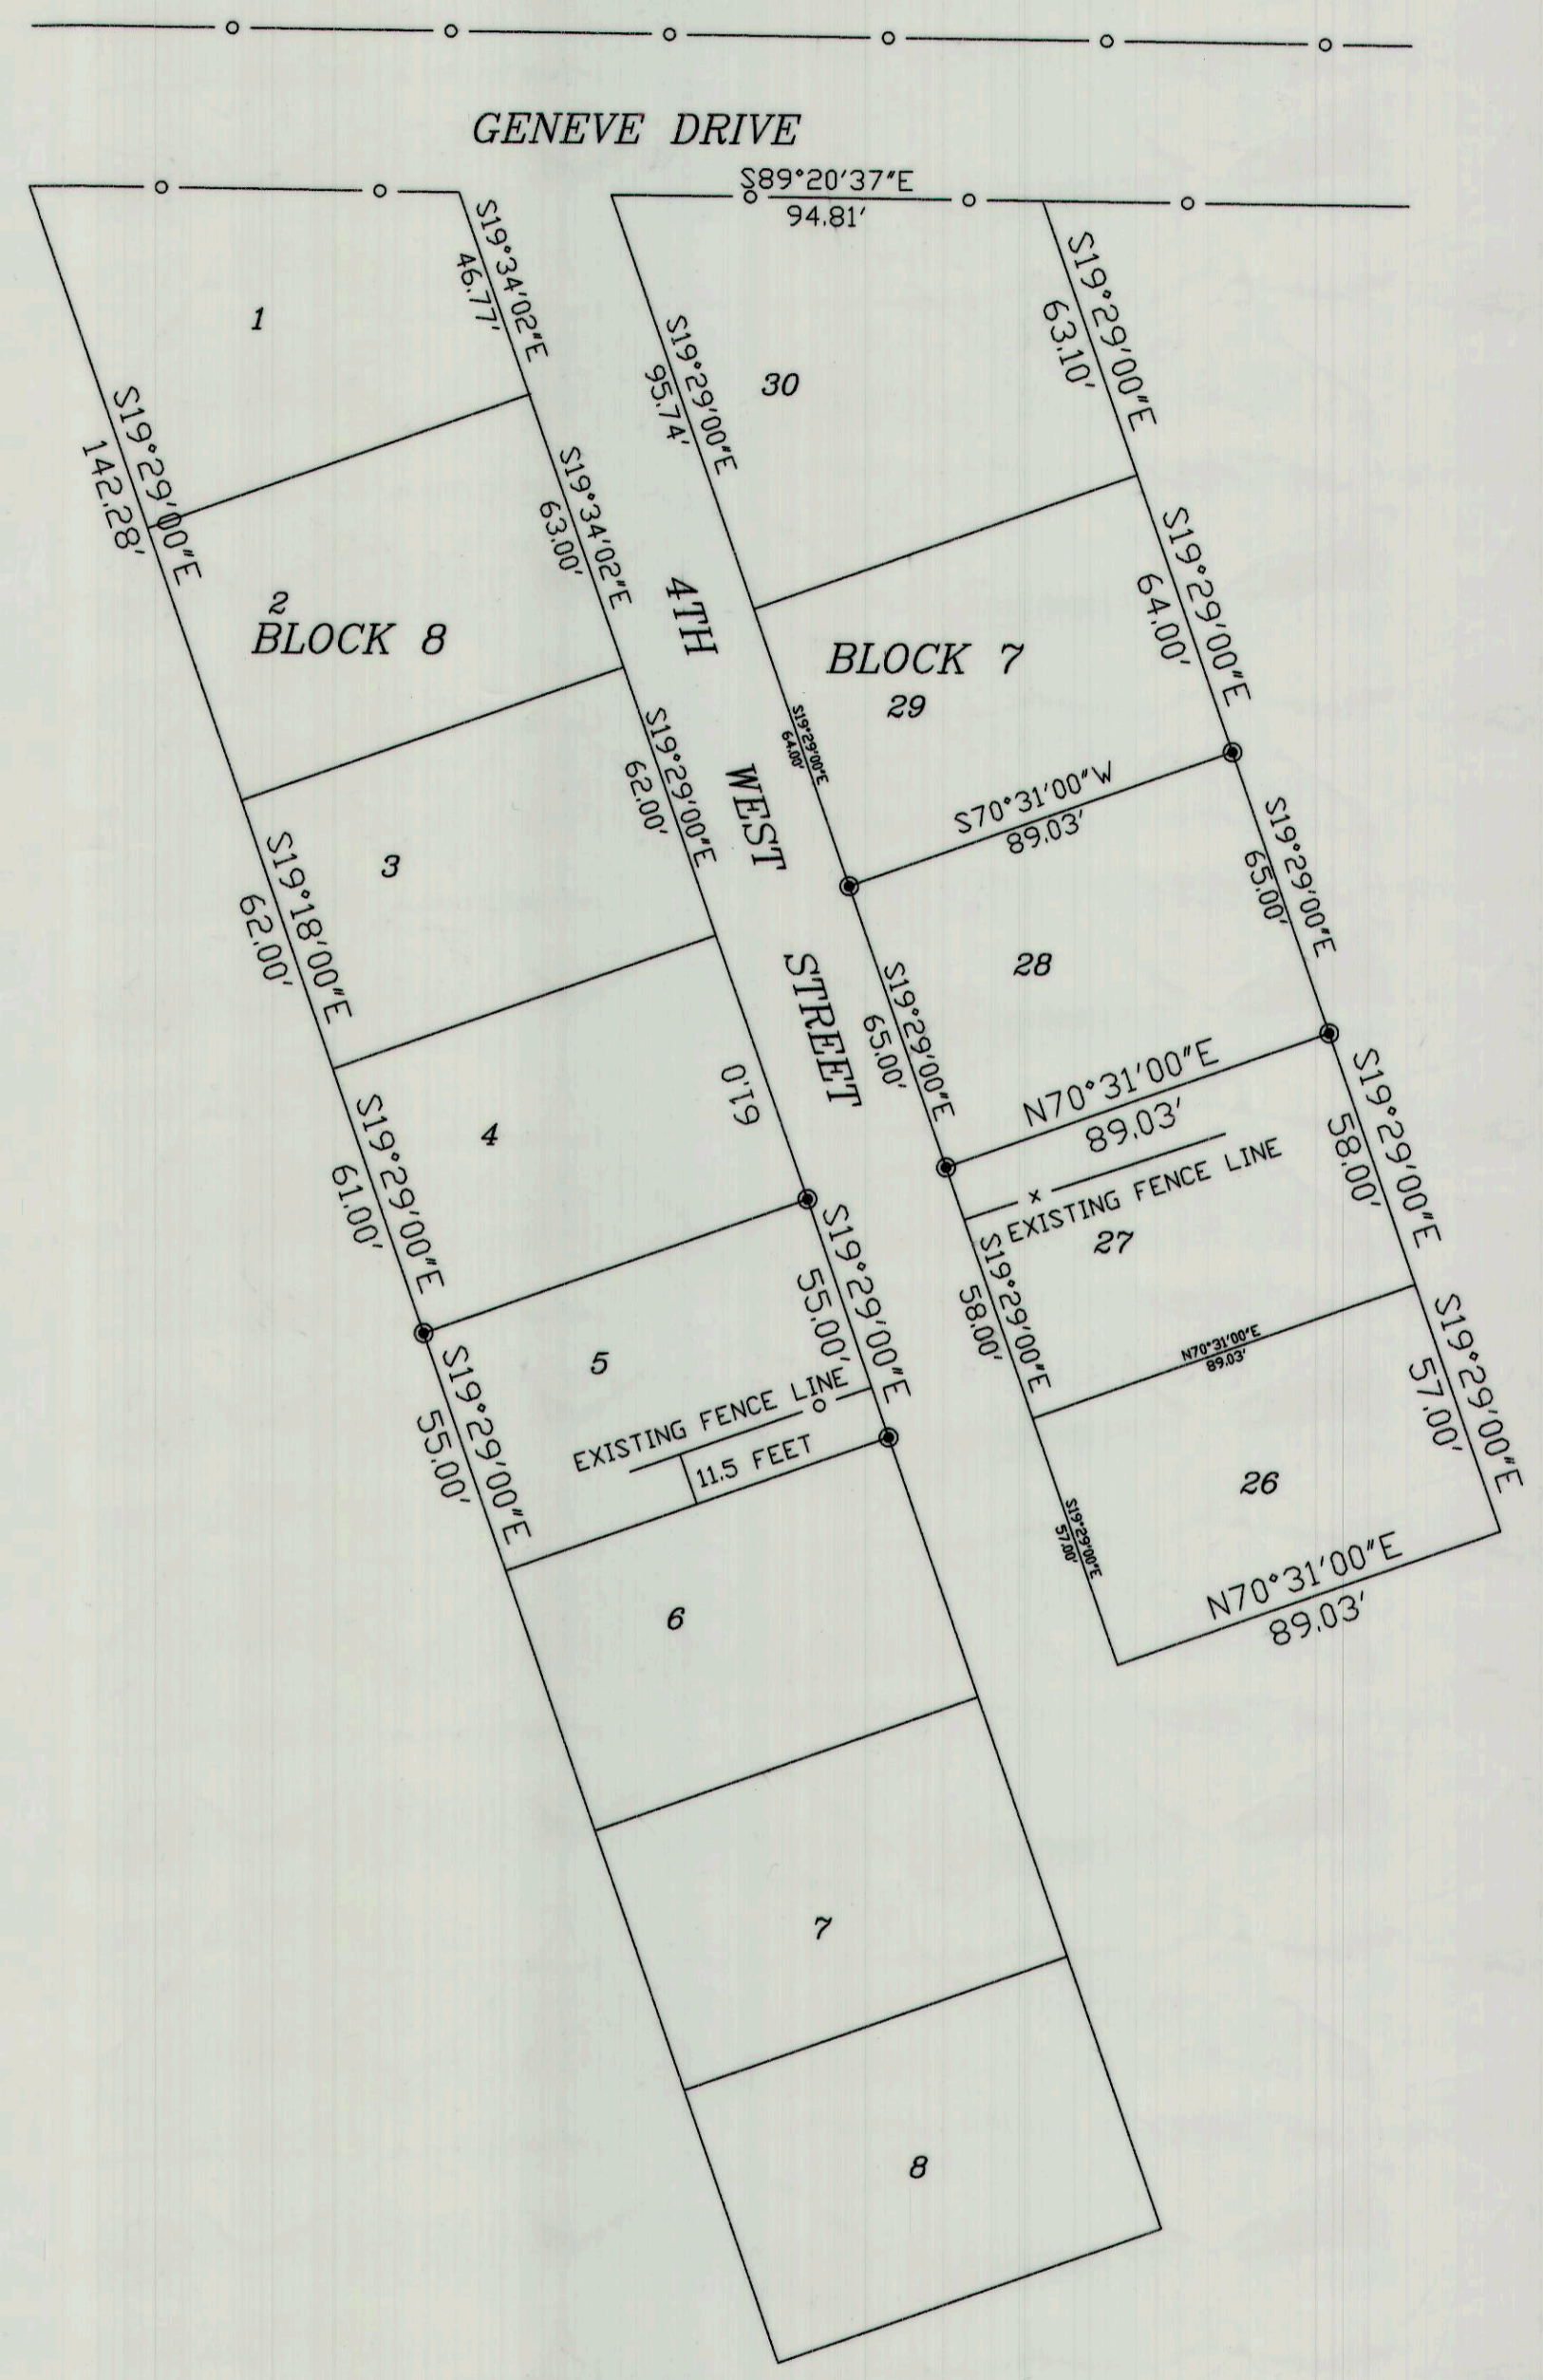 GENEVE DRIVE
S89°20'37"E
94.81'
S19°34'02"E
46.77'
S19°29'00"E
63.10'
1
30
S19°29'00"E
95.74'
S19°29'00"E
142.28'
S19°34'02"E
63.00'
S19°29'00"E
64.00'
2
BLOCK 8
4TH WEST STREET
BLOCK 7
29
S19°29'00"E
64.00'
S19°29'00"E
62.00'
S70°31'00"W
89.03'
S19°29'00"E
65.00'
3
S19°18'00"E
62.00'
28
S19°29'00"E
65.00'
61.0
N70°31'00"E
89.03'
4
S19°29'00"E
61.00'
S19°29'00"E
58.00'
x
EXISTING FENCE LINE
27
S19°29'00"E
58.00'
S19°29'00"E
55.00'
5
S19°29'00"E
55.00'
EXISTING FENCE LINE
11.5 FEET
N70°31'00"E
89.03'
S19°29'00"E
57.00'
26
S19°29'00"E
57.00'
N70°31'00"E
89.03'
6
7
8